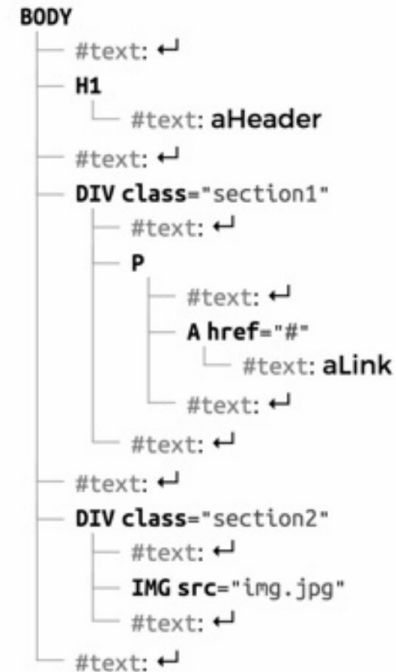 BODY
#text: ↵
H1
#text: aHeader
#text: ↵
DIV class="section1"
#text: ↵
P
#text: ↵
A href="#"
#text: aLink
#text: ↵
#text: ↵
#text: ↵
DIV class="section2"
#text: ↵
IMG src="img.jpg"
#text: ↵
#text: ↵